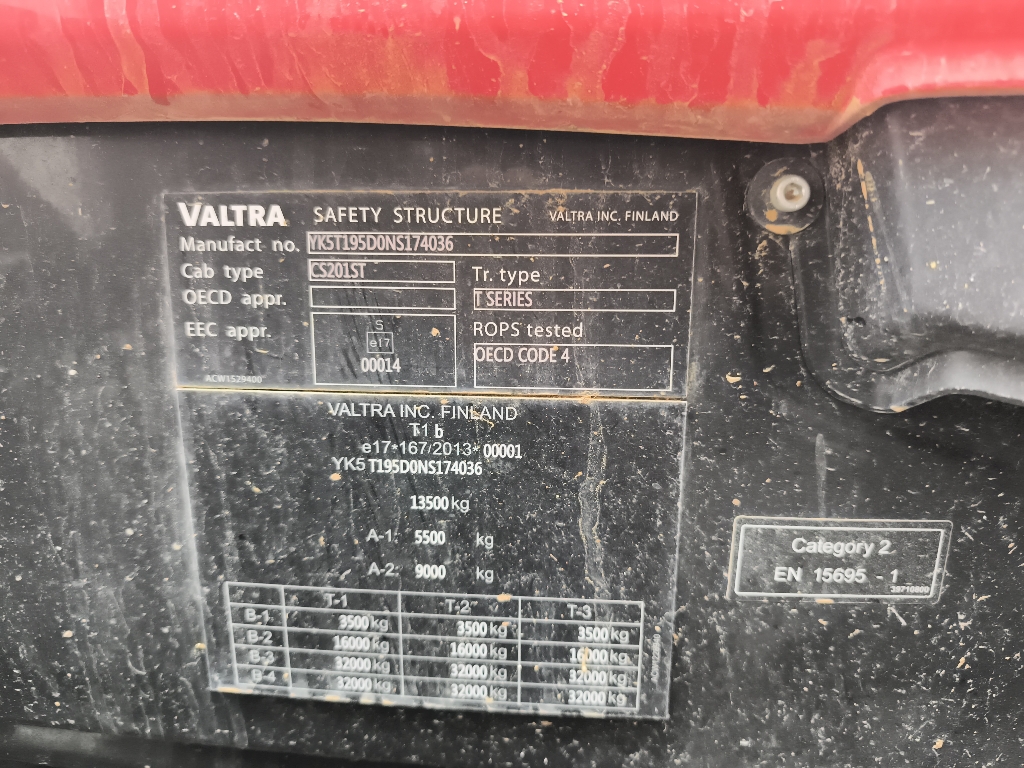 VALTRA SAFETY STRUCTURE VALTRA INC. FINLAND
Manufact no. YK5T195D0NS174036
Cab type CS201ST
Tr. type
OECD appr.
T SERIES
EEC appr. S
e17
00014
ROPS tested
OECD CODE 4
ACW1529400
VALTRA INC. FINLAND
T1 b
e17*167/2013*00001
YK5 T195D0NS174036
13500 kg
A-1: 5500 kg
A-2: 9000 kg
T-1 T-2 T-3
B-1 3500 kg 3500 kg 3500 kg
B-2 16000 kg 16000 kg 16000 kg
B-3 32000 kg 32000 kg 32000 kg
B-4 32000 kg 32000 kg 32000 kg
Category 2
EN 15695 - 1